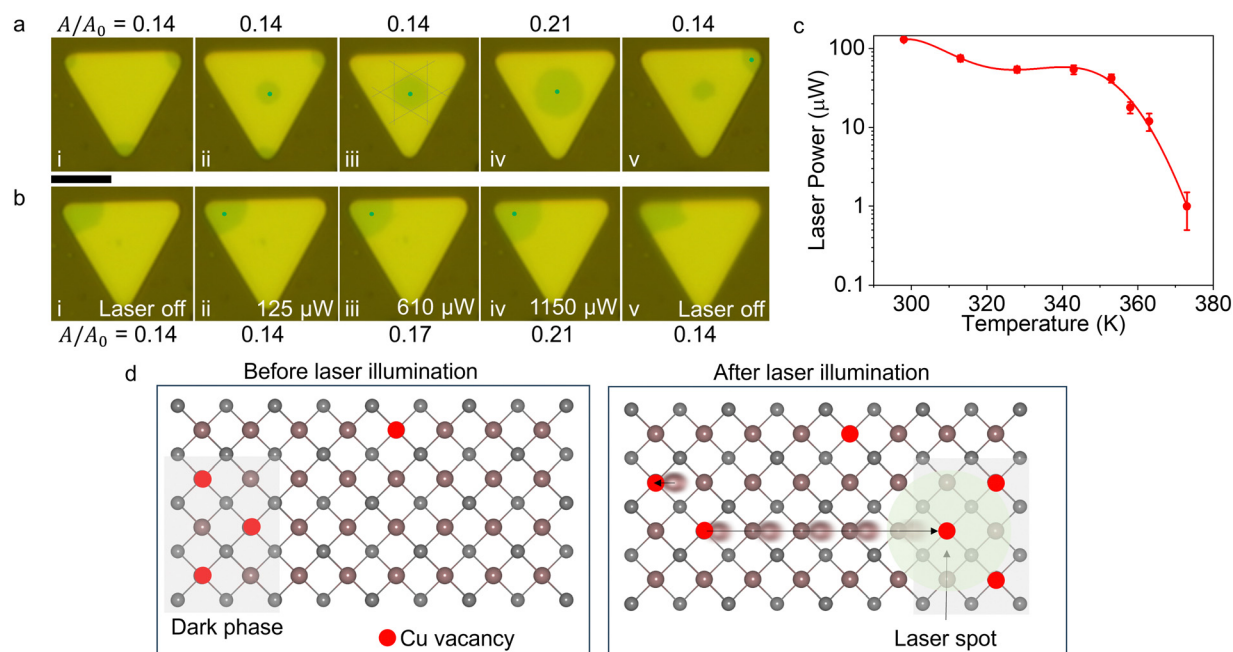 a A/A₀ = 0.14 0.14 0.14 0.21 0.14
i ii iii iv v
b
i Laser off ii 125 µW iii 610 µW iv 1150 µW v Laser off
A/A₀ = 0.14 0.14 0.17 0.21 0.14
c
Laser Power (µW)
100
10
1
0.1
300 320 340 360 380
Temperature (K)
d
Before laser illumination
Dark phase
Cu vacancy
After laser illumination
Laser spot